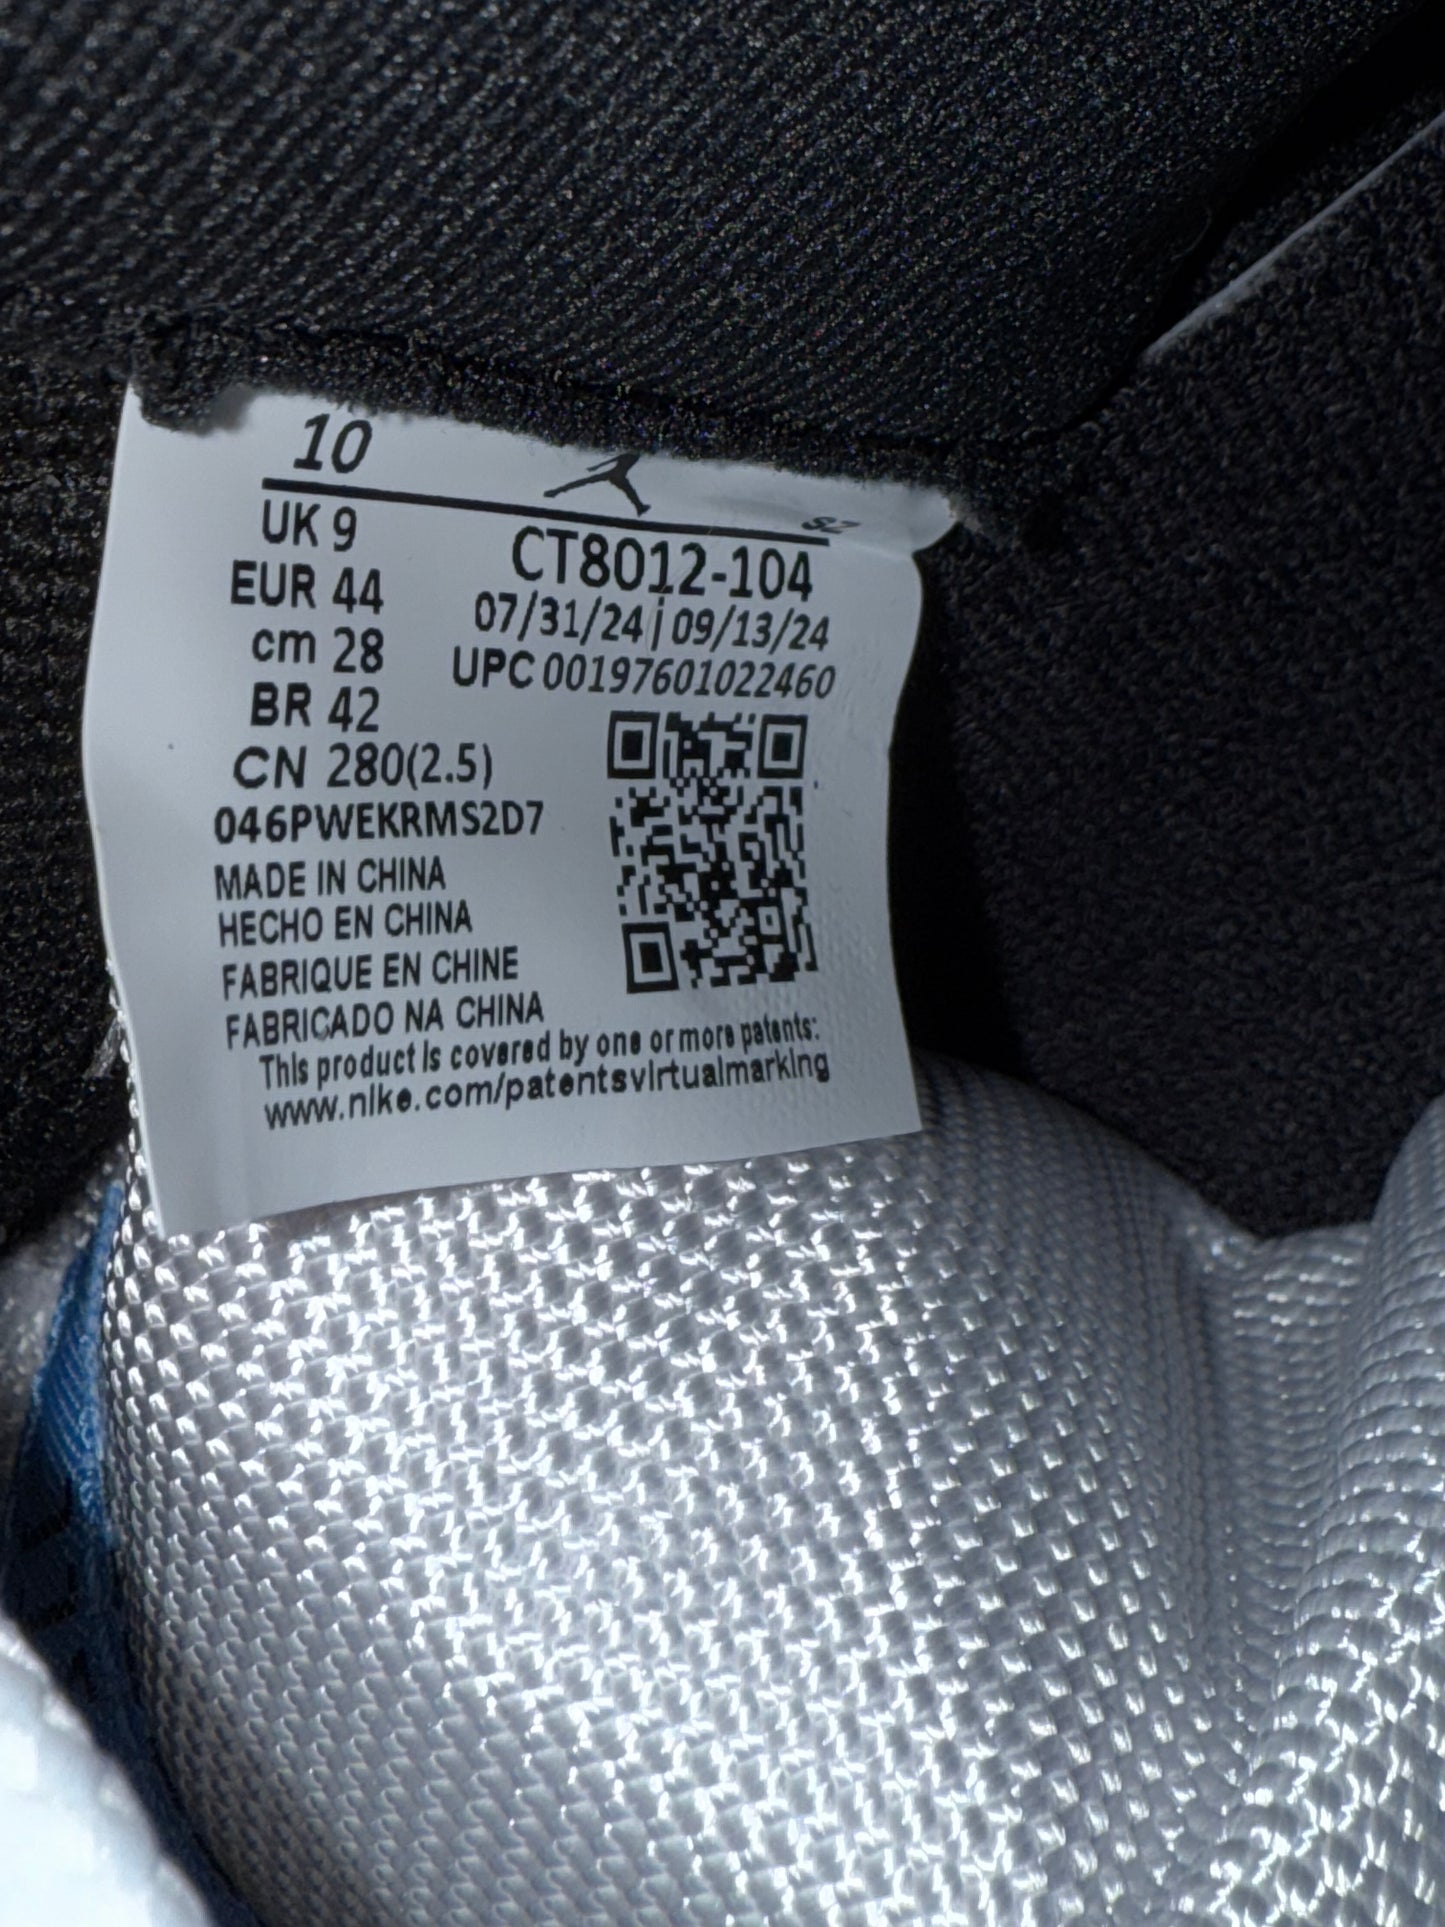 10
SZ
UK 9
CT8012-104
EUR 44
07/31/24 | 09/13/24
cm 28
UPC 00197601022460
BR 42
CN 280(2.5)
046PWEKRMS2D7
MADE IN CHINA
HECHO EN CHINA
FABRIQUE EN CHINE
FABRICADO NA CHINA
This product is covered by one or more patents:
www.nike.com/patentsvirtualmarking